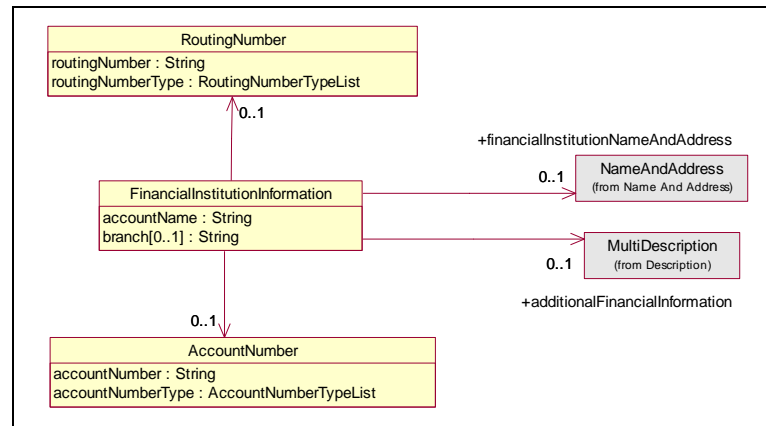 RoutingNumber
routingNumber : String
routingNumberType : RoutingNumberTypeList
0..1
+financialInstitutionNameAndAddress
NameAndAddress
(from Name And Address)
0..1
FinancialInstitutionInformation
accountName : String
branch[0..1] : String
MultiDescription
(from Description)
0..1
+additionalFinancialInformation
0..1
AccountNumber
accountNumber : String
accountNumberType : AccountNumberTypeList